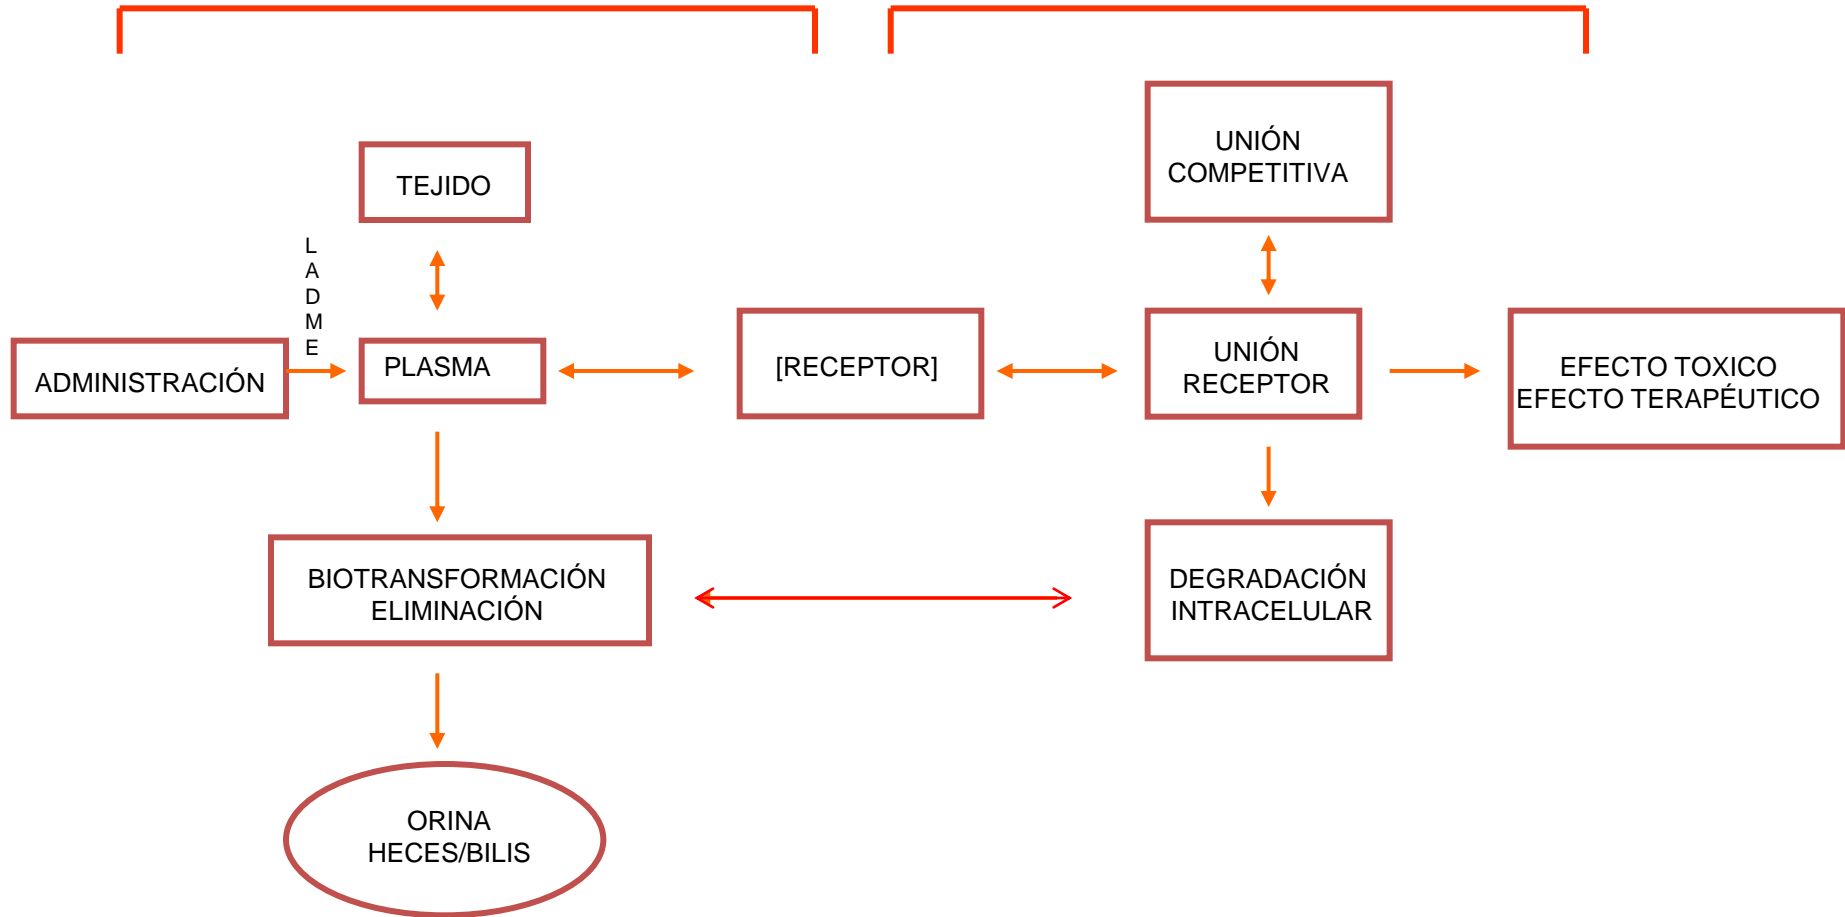 UNIÓN
COMPETITIVA
TEJIDO
L
A
D
M
E
ADMINISTRACIÓN
PLASMA
[RECEPTOR]
UNIÓN
RECEPTOR
EFECTO TOXICO
EFECTO TERAPÉUTICO
BIOTRANSFORMACIÓN
ELIMINACIÓN
DEGRADACIÓN
INTRACELULAR
ORINA
HECES/BILIS